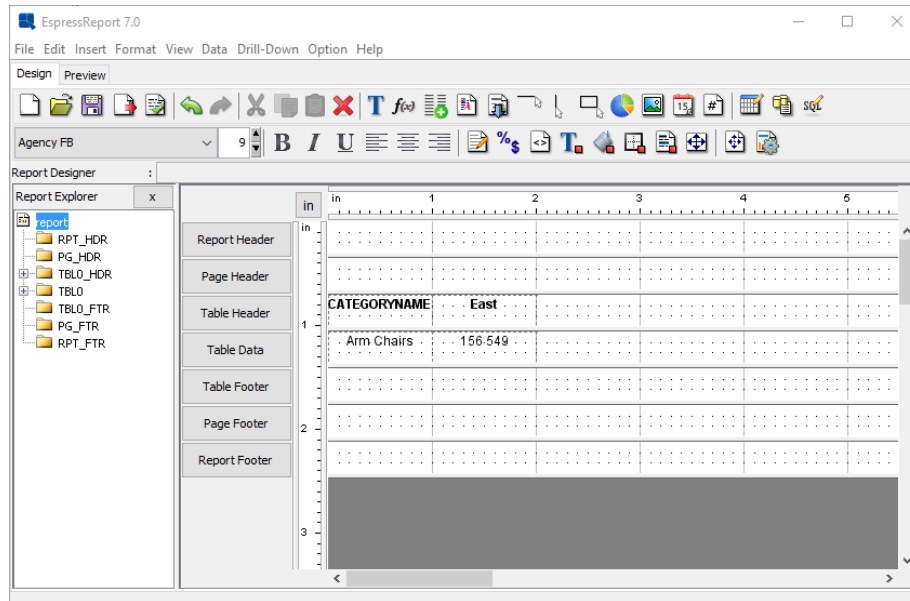 EspressReport 7.0
File Edit Insert Format View Data Drill-Down Option Help
Design Preview
Agency FB 9 B I U
Report Designer :
Report Explorer x
report
RPT_HDR
PG_HDR
TBL0_HDR
TBL0
TBL0_FTR
PG_FTR
RPT_FTR
in in 1 2 3 4 5
in
Report Header
Page Header
Table Header CATEGORYNAME East
1
Table Data Arm Chairs 156.549
Table Footer
Page Footer
2
Report Footer
3